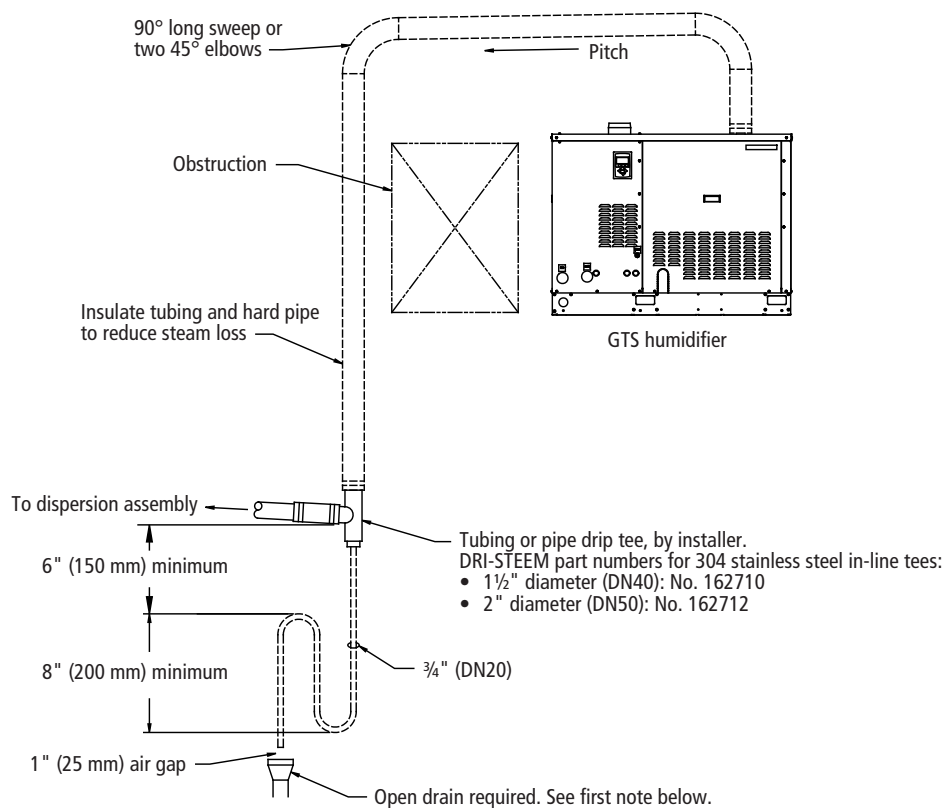 90° long sweep or
two 45° elbows
Pitch
Obstruction
GTS humidifier
Insulate tubing and hard pipe
to reduce steam loss
To dispersion assembly
6" (150 mm) minimum
Tubing or pipe drip tee, by installer.
DRI-STEEM part numbers for 304 stainless steel in-line tees:
• 1½" diameter (DN40): No. 162710
• 2" diameter (DN50): No. 162712
8" (200 mm) minimum
¾" (DN20)
1" (25 mm) air gap
Open drain required. See first note below.